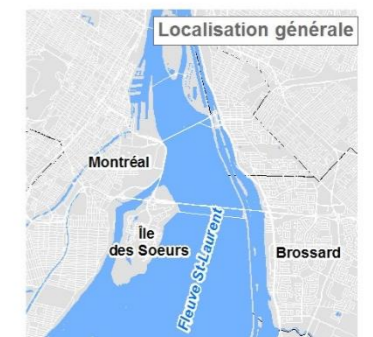 Localisation générale
Montréal
Île
des Soeurs
Brossard
Fleuve St-Laurent